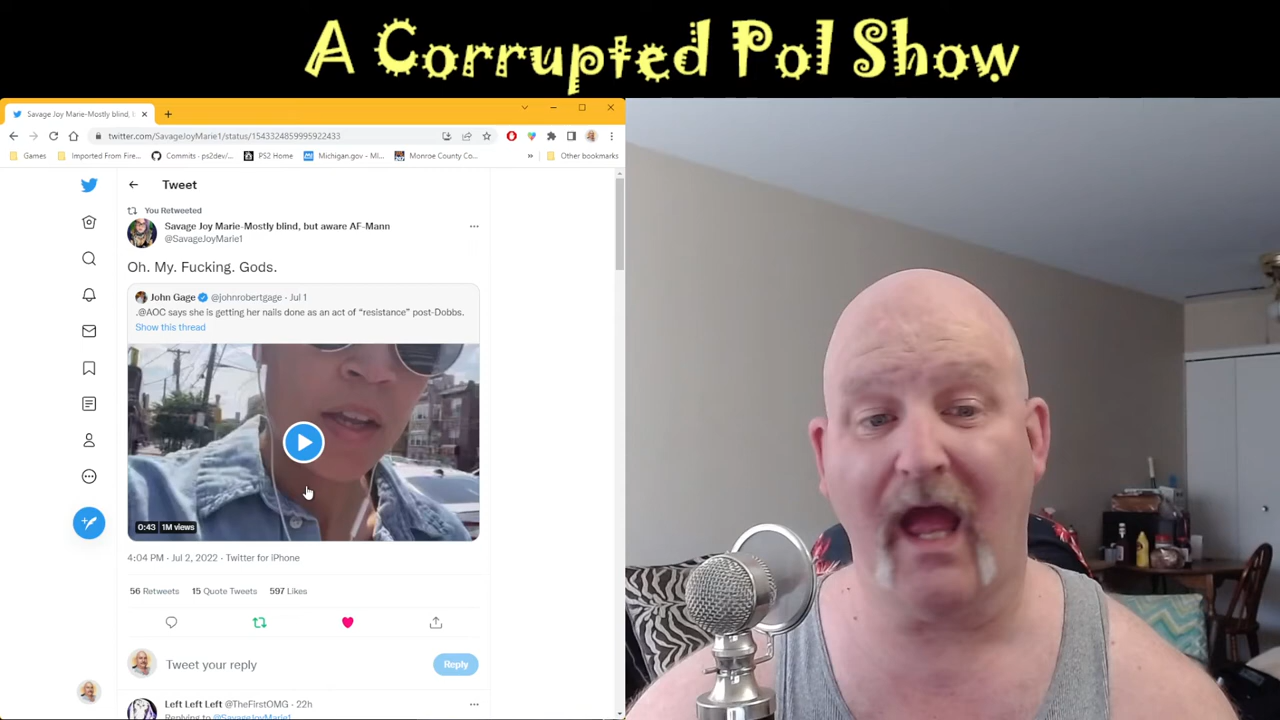 A Corrupted Pol Show
Savage Joy Marie-Mostly blind, l
twitter.com/SavageJoyMarie1/status/1543324859995922433
Games
Imported From Fire...
Commits · ps2dev/...
PS2 Home
Michigan.gov - MI...
Monroe County Co...
»
Other bookmarks
Tweet
You Retweeted
Savage Joy Marie-Mostly blind, but aware AF-Mann
@SavageJoyMarie1
Oh. My. Fucking. Gods.
John Gage @johnrobertgage · Jul 1
.@AOC says she is getting her nails done as an act of “resistance” post-Dobbs.
Show this thread
0:43 1M views
4:04 PM · Jul 2, 2022 · Twitter for iPhone
56 Retweets 15 Quote Tweets 597 Likes
Tweet your reply
Reply
Left Left Left @TheFirstOMG · 22h
Replying to @SavageJoyMarie1